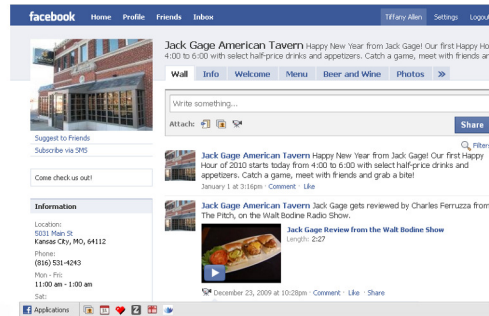 facebook Home Profile Friends Inbox Tiffany Allen Settings Logout
Jack Gage American Tavern Happy New Year from Jack Gage! Our first Happy Ho
4:00 to 6:00 with select half-price drinks and appetizers. Catch a game, meet with friends ar
Wall Info Welcome Menu Beer and Wine Photos »
Write something...
Attach:
Share
Suggest to Friends
Subscribe via SMS
Come check us out!
Information
Location:
5031 Main St
Kansas City, MO, 64112
Phone:
(816) 531-4243
Mon - Fri:
11:00 am - 1:00 am
Sat:
Filters
Jack Gage American Tavern Happy New Year from Jack Gage! Our first Happy
Hour of 2010 starts today from 4:00 to 6:00 with select half-price drinks and
appetizers. Catch a game, meet with friends and grab a bite!
January 1 at 3:16pm · Comment · Like
Jack Gage American Tavern Jack Gage gets reviewed by Charles Ferruzza from
The Pitch, on the Walt Bodine Radio Show.
Jack Gage Review from the Walt Bodine Show
Length: 2:27
December 23, 2009 at 10:28pm · Comment · Like · Share
Applications